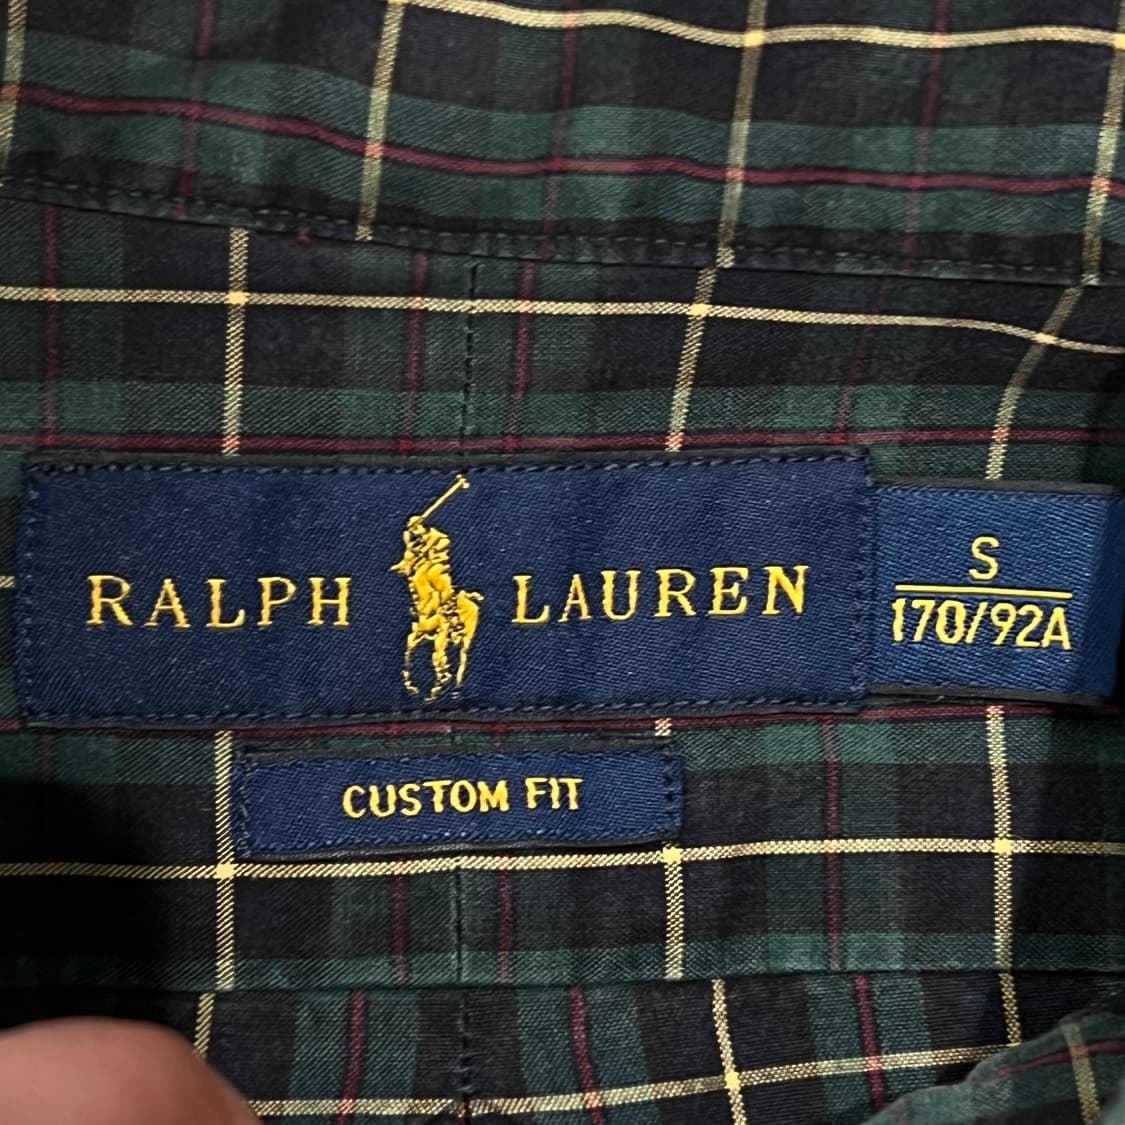 RALPH LAUREN
S
170/92A
CUSTOM FIT